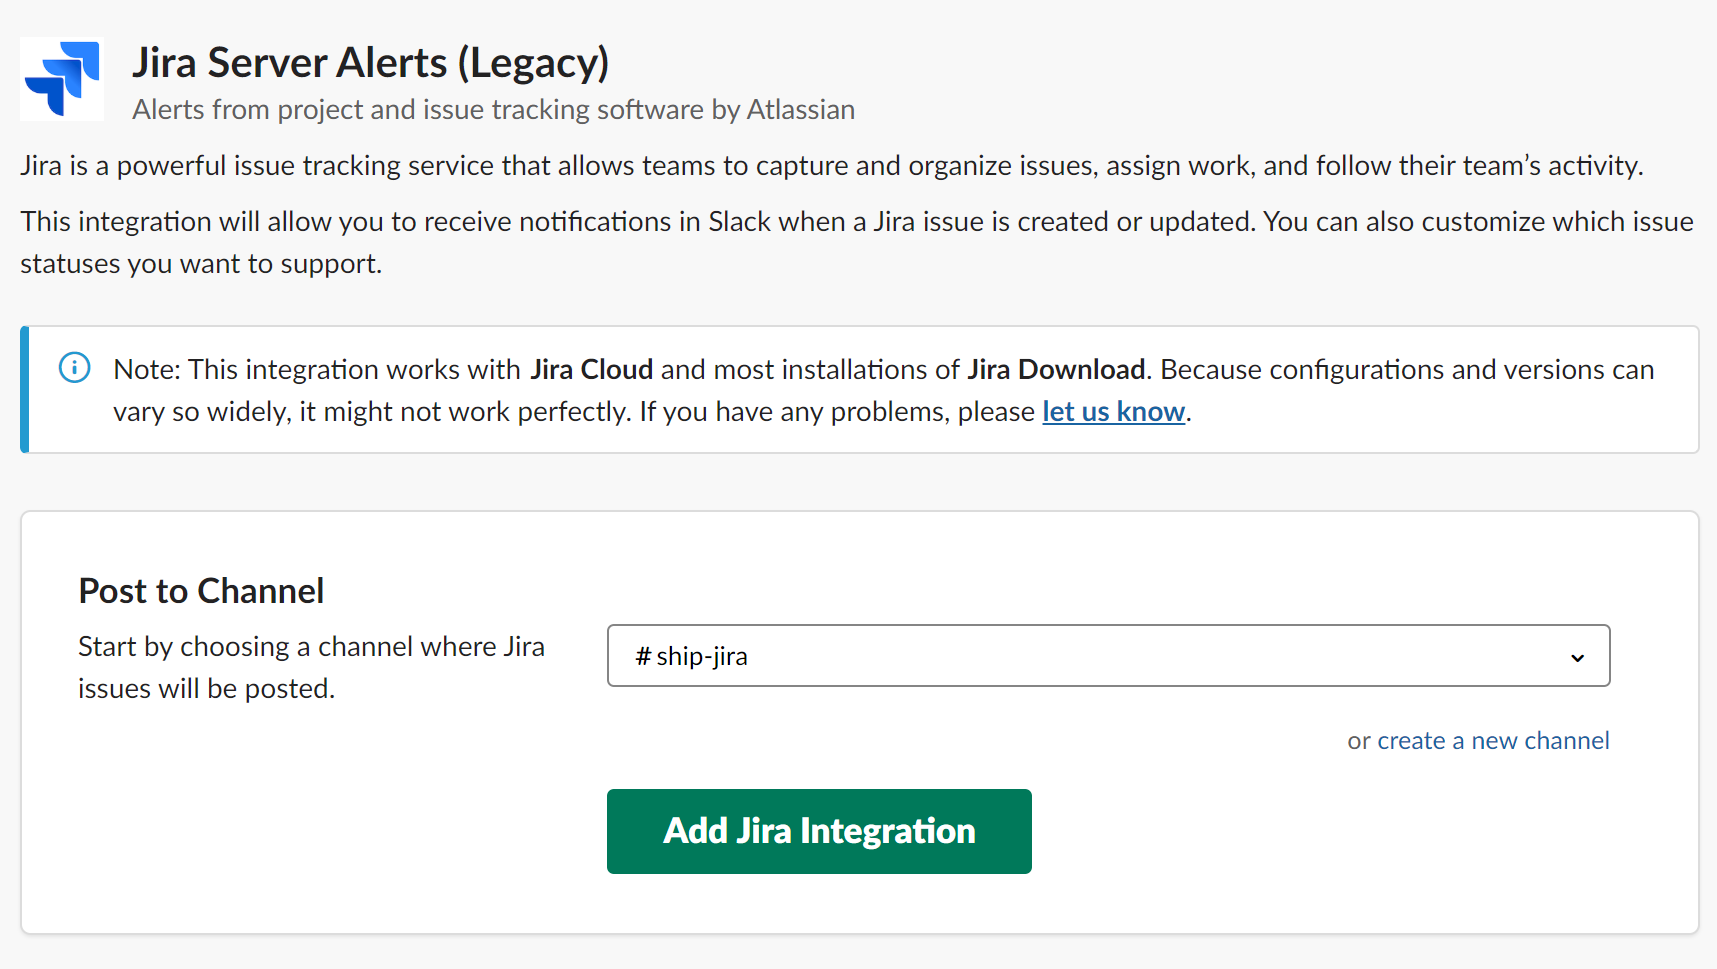 Jira Server Alerts (Legacy)
Alerts from project and issue tracking software by Atlassian
Jira is a powerful issue tracking service that allows teams to capture and organize issues, assign work, and follow their team’s activity.
This integration will allow you to receive notifications in Slack when a Jira issue is created or updated. You can also customize which issue
statuses you want to support.
Note: This integration works with Jira Cloud and most installations of Jira Download. Because configurations and versions can
vary so widely, it might not work perfectly. If you have any problems, please let us know.
Post to Channel
Start by choosing a channel where Jira
issues will be posted.
# ship-jira
or create a new channel
Add Jira Integration